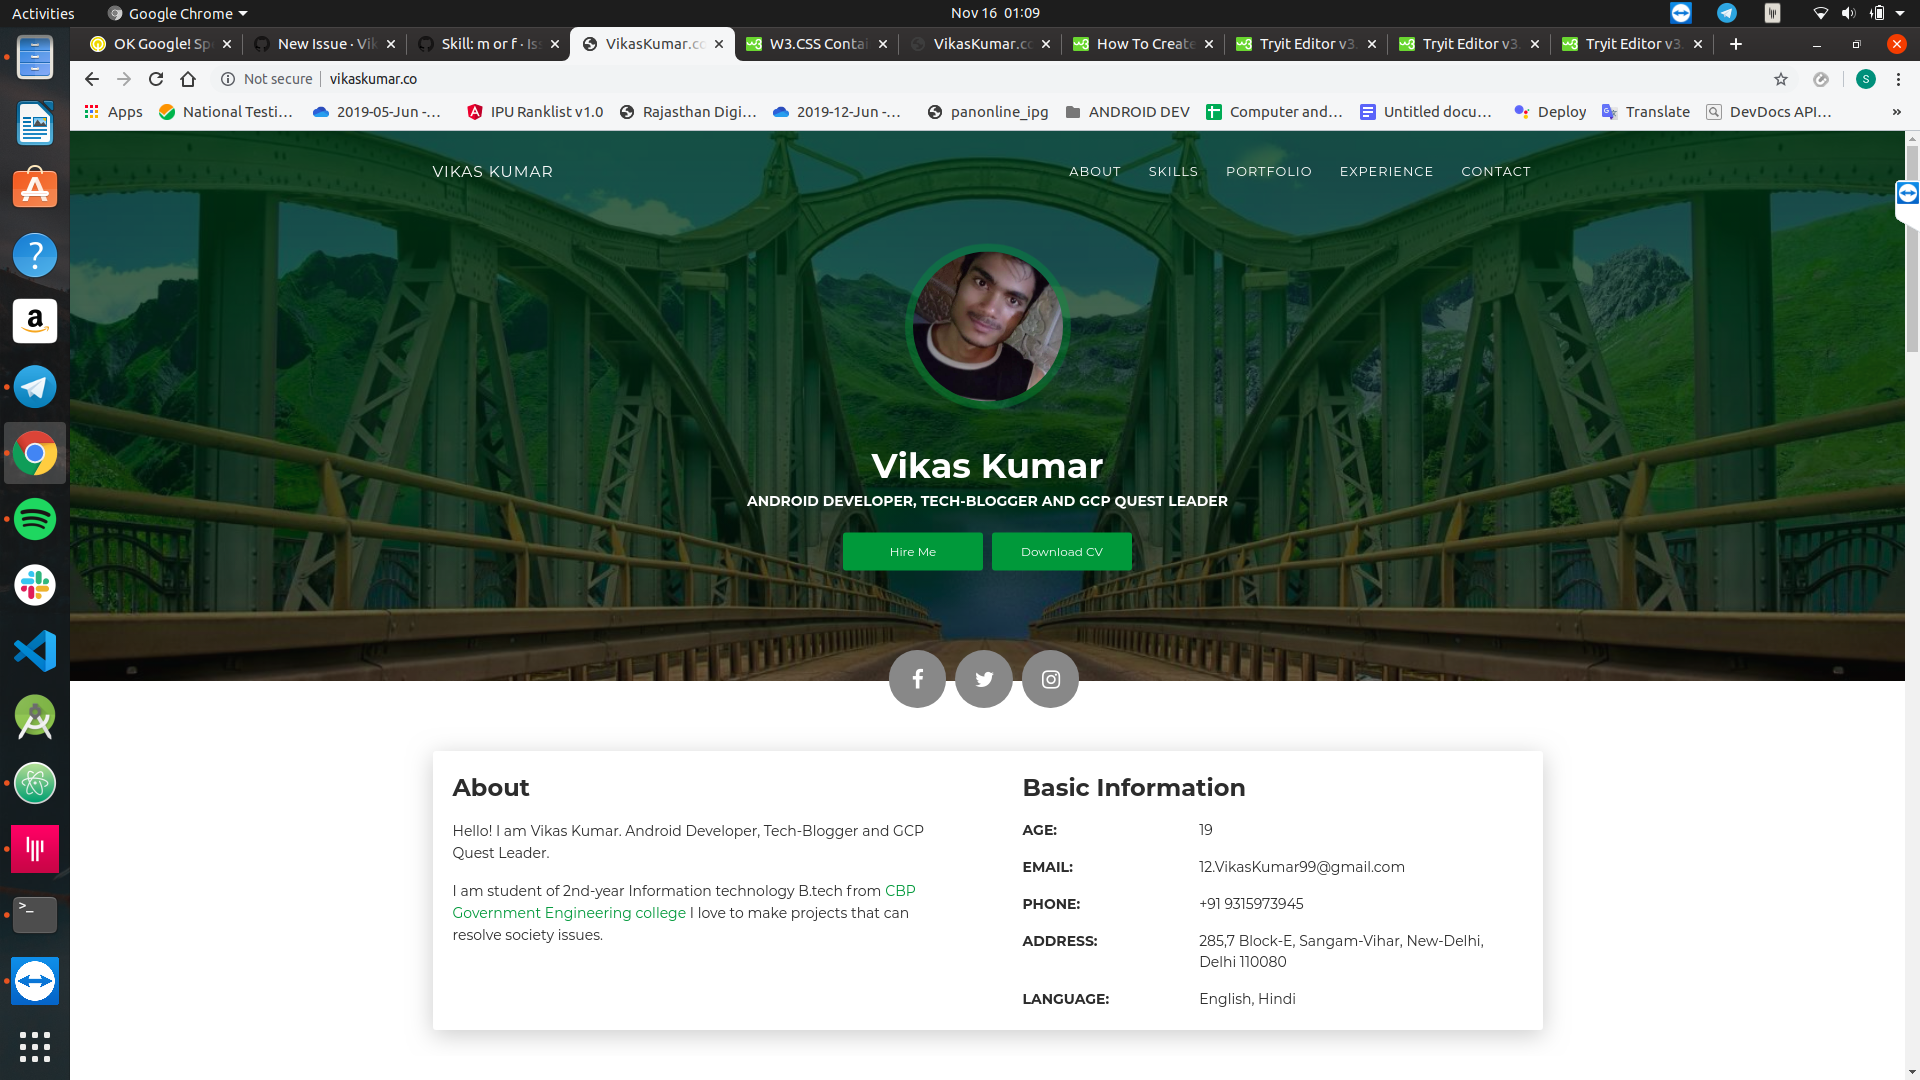 Activities
Google Chrome
Nov 16 01:09
OK Google! Sp
New Issue · Vik
Skill: m or f · Is
VikasKumar.co
W3.CSS Contai
VikasKumar.co
How To Create
Tryit Editor v3.
Tryit Editor v3.
Tryit Editor v3.
Not secure
vikaskumar.co
S
Apps
National Testi...
2019-05-Jun -...
IPU Ranklist v1.0
Rajasthan Digi...
2019-12-Jun -...
panonline_ipg
ANDROID DEV
Computer and...
Untitled docu...
Deploy
Translate
DevDocs API...
»
VIKAS KUMAR
ABOUT
SKILLS
PORTFOLIO
EXPERIENCE
CONTACT
Vikas Kumar
ANDROID DEVELOPER, TECH-BLOGGER AND GCP QUEST LEADER
Hire Me
Download CV
About
Hello! I am Vikas Kumar. Android Developer, Tech-Blogger and GCP
Quest Leader.
I am student of 2nd-year Information technology B.tech from CBP
Government Engineering college I love to make projects that can
resolve society issues.
Basic Information
AGE: 19
EMAIL: 12.VikasKumar99@gmail.com
PHONE: +91 9315973945
ADDRESS: 285,7 Block-E, Sangam-Vihar, New-Delhi,
Delhi 110080
LANGUAGE: English, Hindi